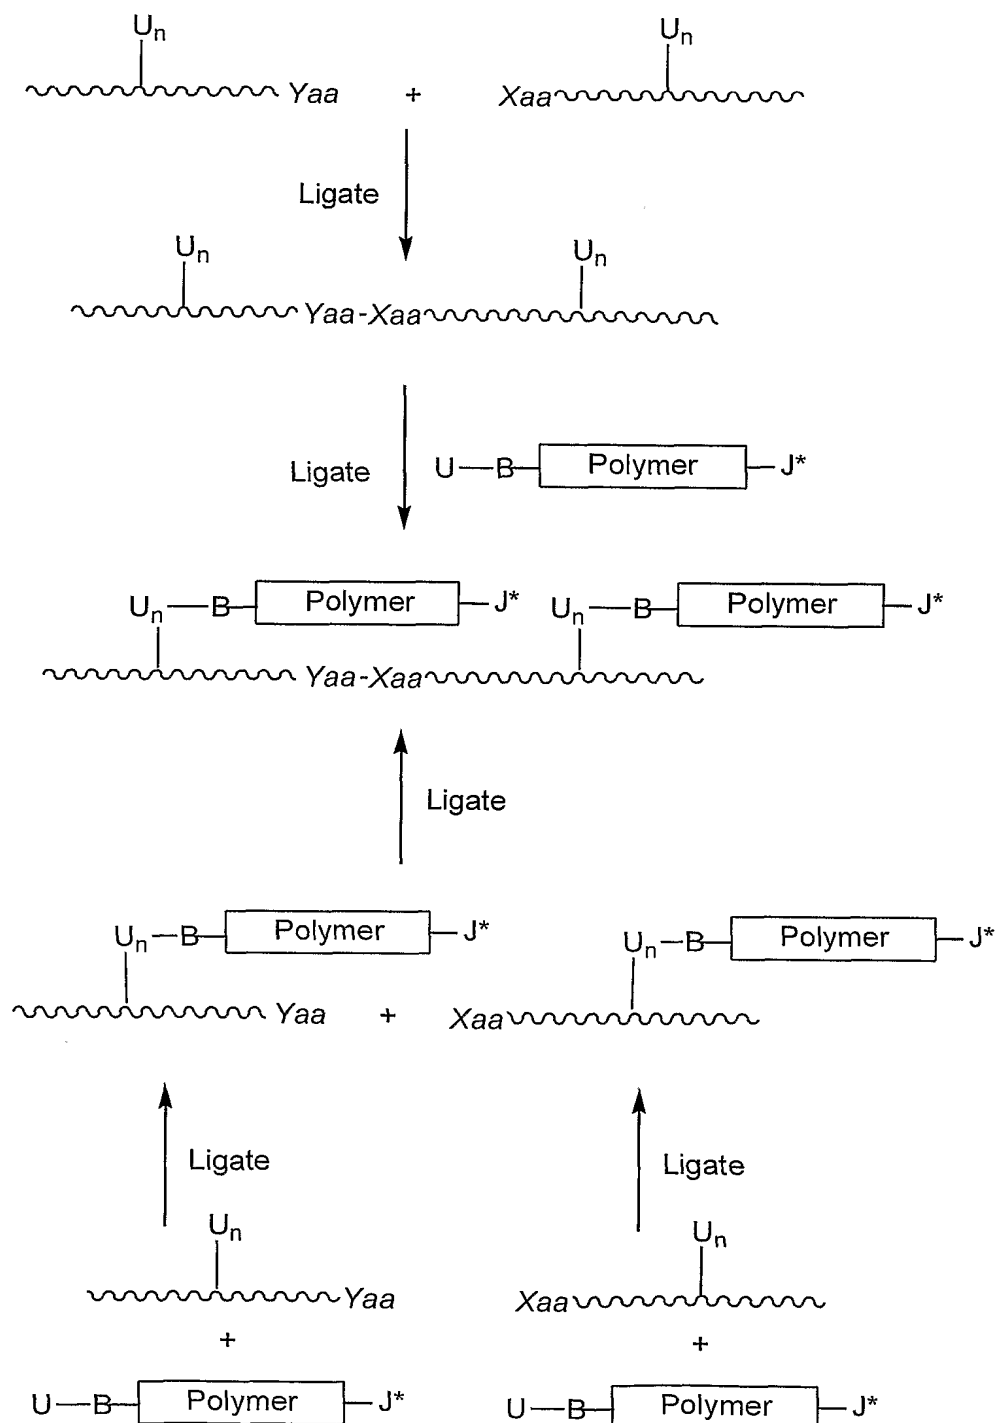 Un Un
Yaa + Xaa
Ligate
Un Un
Yaa-Xaa
Ligate U—B—Polymer—J*
Un—B—Polymer—J* Un—B—Polymer—J*
Yaa-Xaa
Ligate
Un—B—Polymer—J* Un—B—Polymer—J*
Yaa + Xaa
Ligate Ligate
Un Un
Yaa Xaa
+ +
U—B—Polymer—J* U—B—Polymer—J*